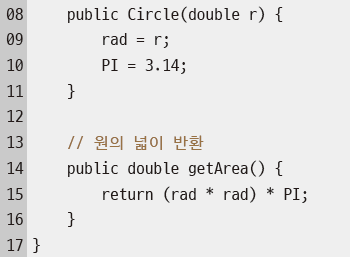 08     public Circle(double r) {
09         rad = r;
10         PI = 3.14;
11     }
12
13     // 원의 넓이 반환
14     public double getArea() {
15         return (rad * rad) * PI;
16     }
17 }